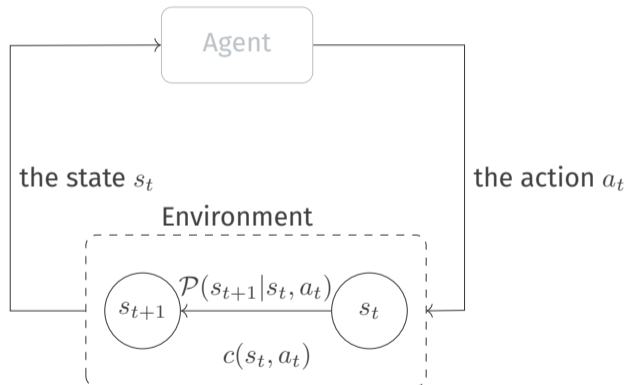 Agent
the state $s_t$
the action $a_t$
Environment
$\mathcal{P}(s_{t+1}|s_t, a_t)$
$s_{t+1}$
$s_t$
$c(s_t, a_t)$